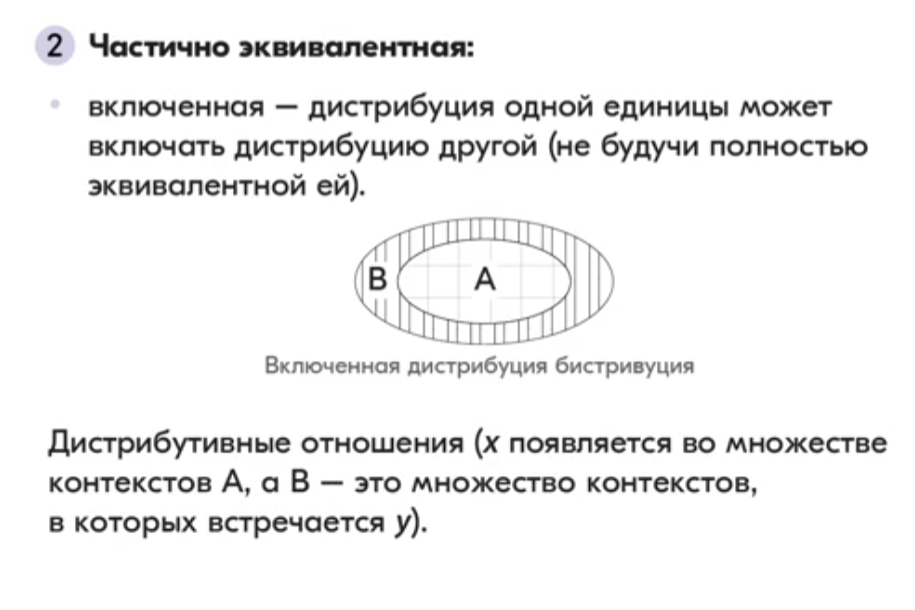 2 Частично эквивалентная:
• включенная — дистрибуция одной единицы может
включать дистрибуцию другой (не будучи полностью
эквивалентной ей).
B A
Включенная дистрибуция бистривуция
Дистрибутивные отношения (x появляется во множестве
контекстов A, а B — это множество контекстов,
в которых встречается y).